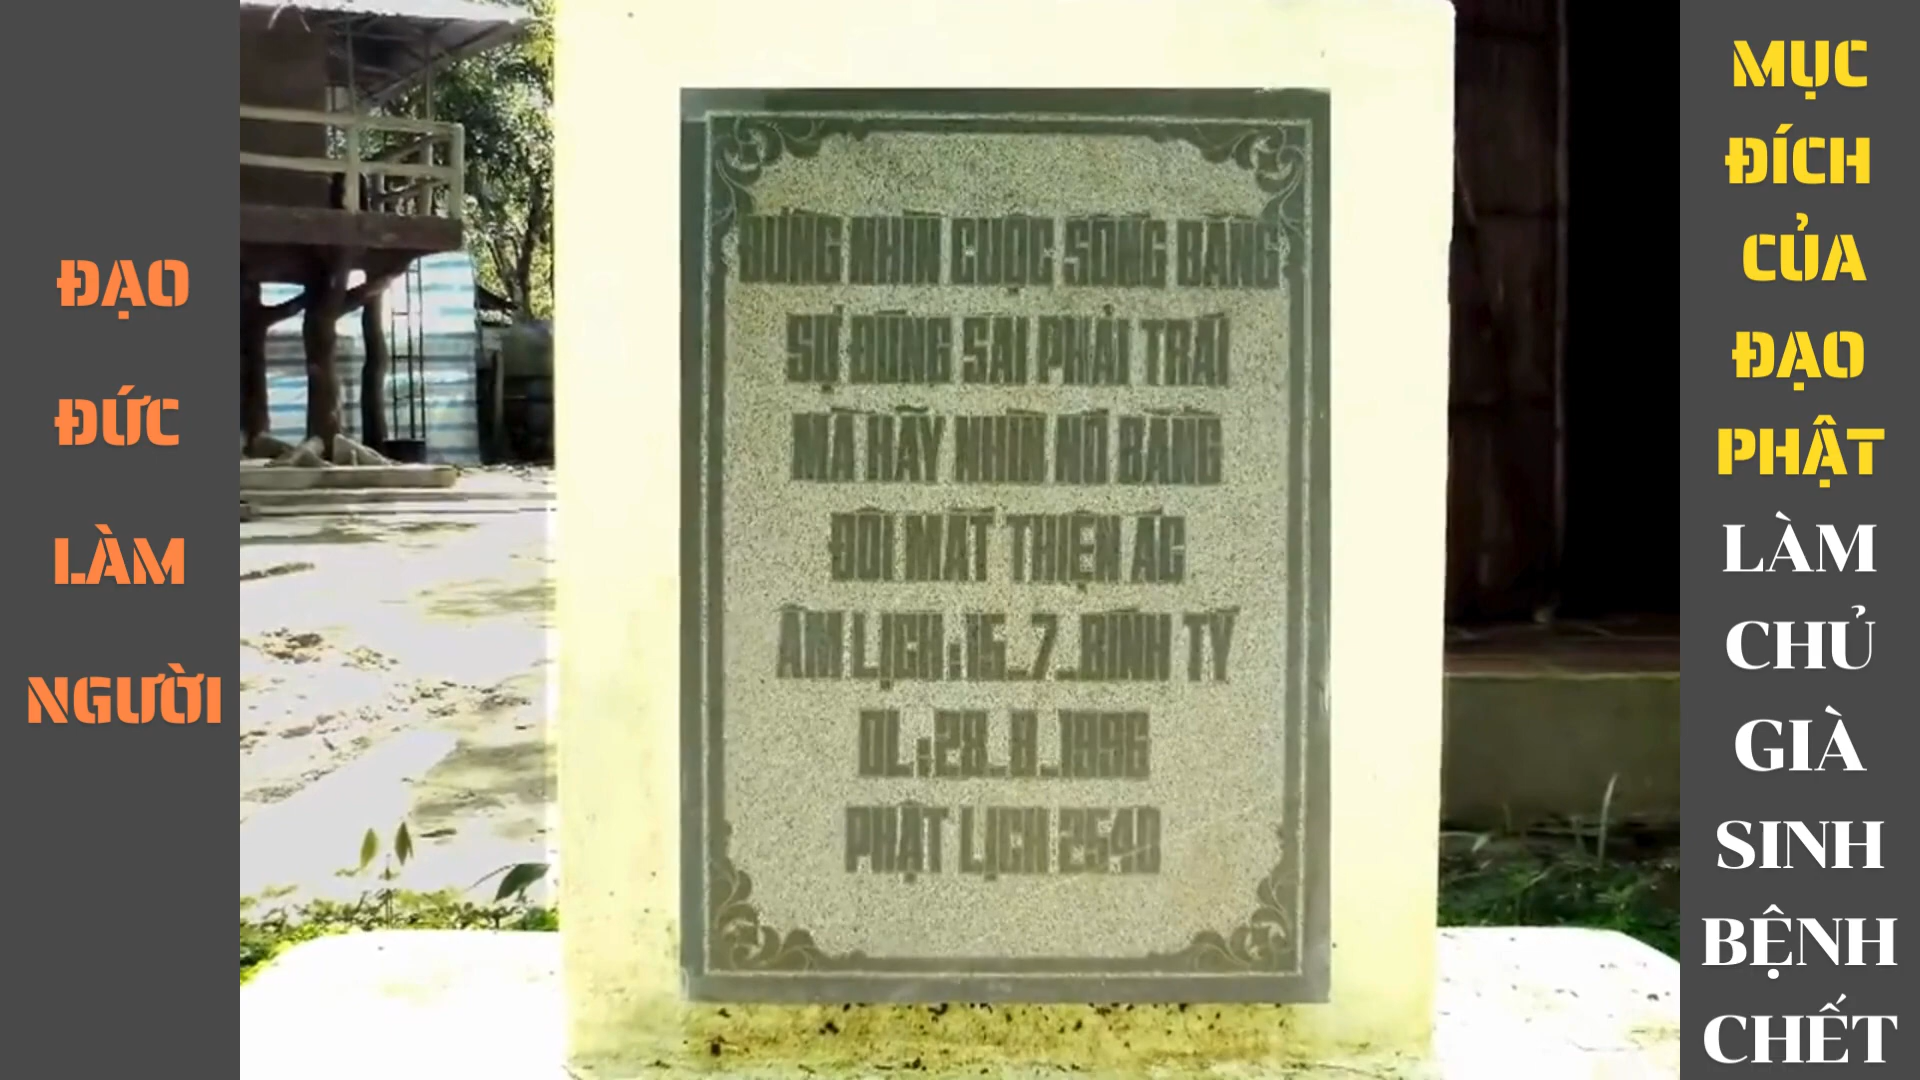 ĐẠO
ĐỨC
LÀM
NGƯỜI
ĐỪNG NHÌN CUỘC SỐNG BẰNG
SỰ ĐÚNG SAI PHẢI TRÁI
MÀ HÃY NHÌN NÓ BẰNG
ĐÔI MẮT THIỆN ÁC
ÂM LỊCH : 15_7_BÍNH TÝ
DL : 28_8_1996
PHẬT LỊCH 2540
MỤC
ĐÍCH
CỦA
ĐẠO
PHẬT
LÀM
CHỦ
GIÀ
SINH
BỆNH
CHẾT